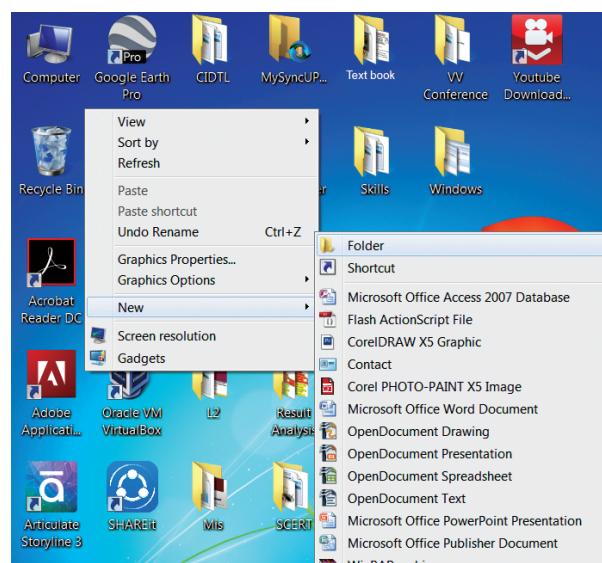 Computer
Google Earth
Pro
Pro
CIDTL
MySyncUP...
Text book
VV
Conference
Youtube
Download...
Recycle Bin
Skills
Windows
Acrobat
Reader DC
Adobe
Applicati...
Oracle VM
VirtualBox
L2
Result
Analysis
Articulate
Storyline 3
SHAREit
Mis
SCERT
View
Sort by
Refresh
Paste
Paste shortcut
Undo Rename Ctrl+Z
Graphics Properties...
Graphics Options
New
Screen resolution
Gadgets
Folder
Shortcut
Microsoft Office Access 2007 Database
Flash ActionScript File
CorelDRAW X5 Graphic
Contact
Corel PHOTO-PAINT X5 Image
Microsoft Office Word Document
OpenDocument Drawing
OpenDocument Presentation
OpenDocument Spreadsheet
OpenDocument Text
Microsoft Office PowerPoint Presentation
Microsoft Office Publisher Document